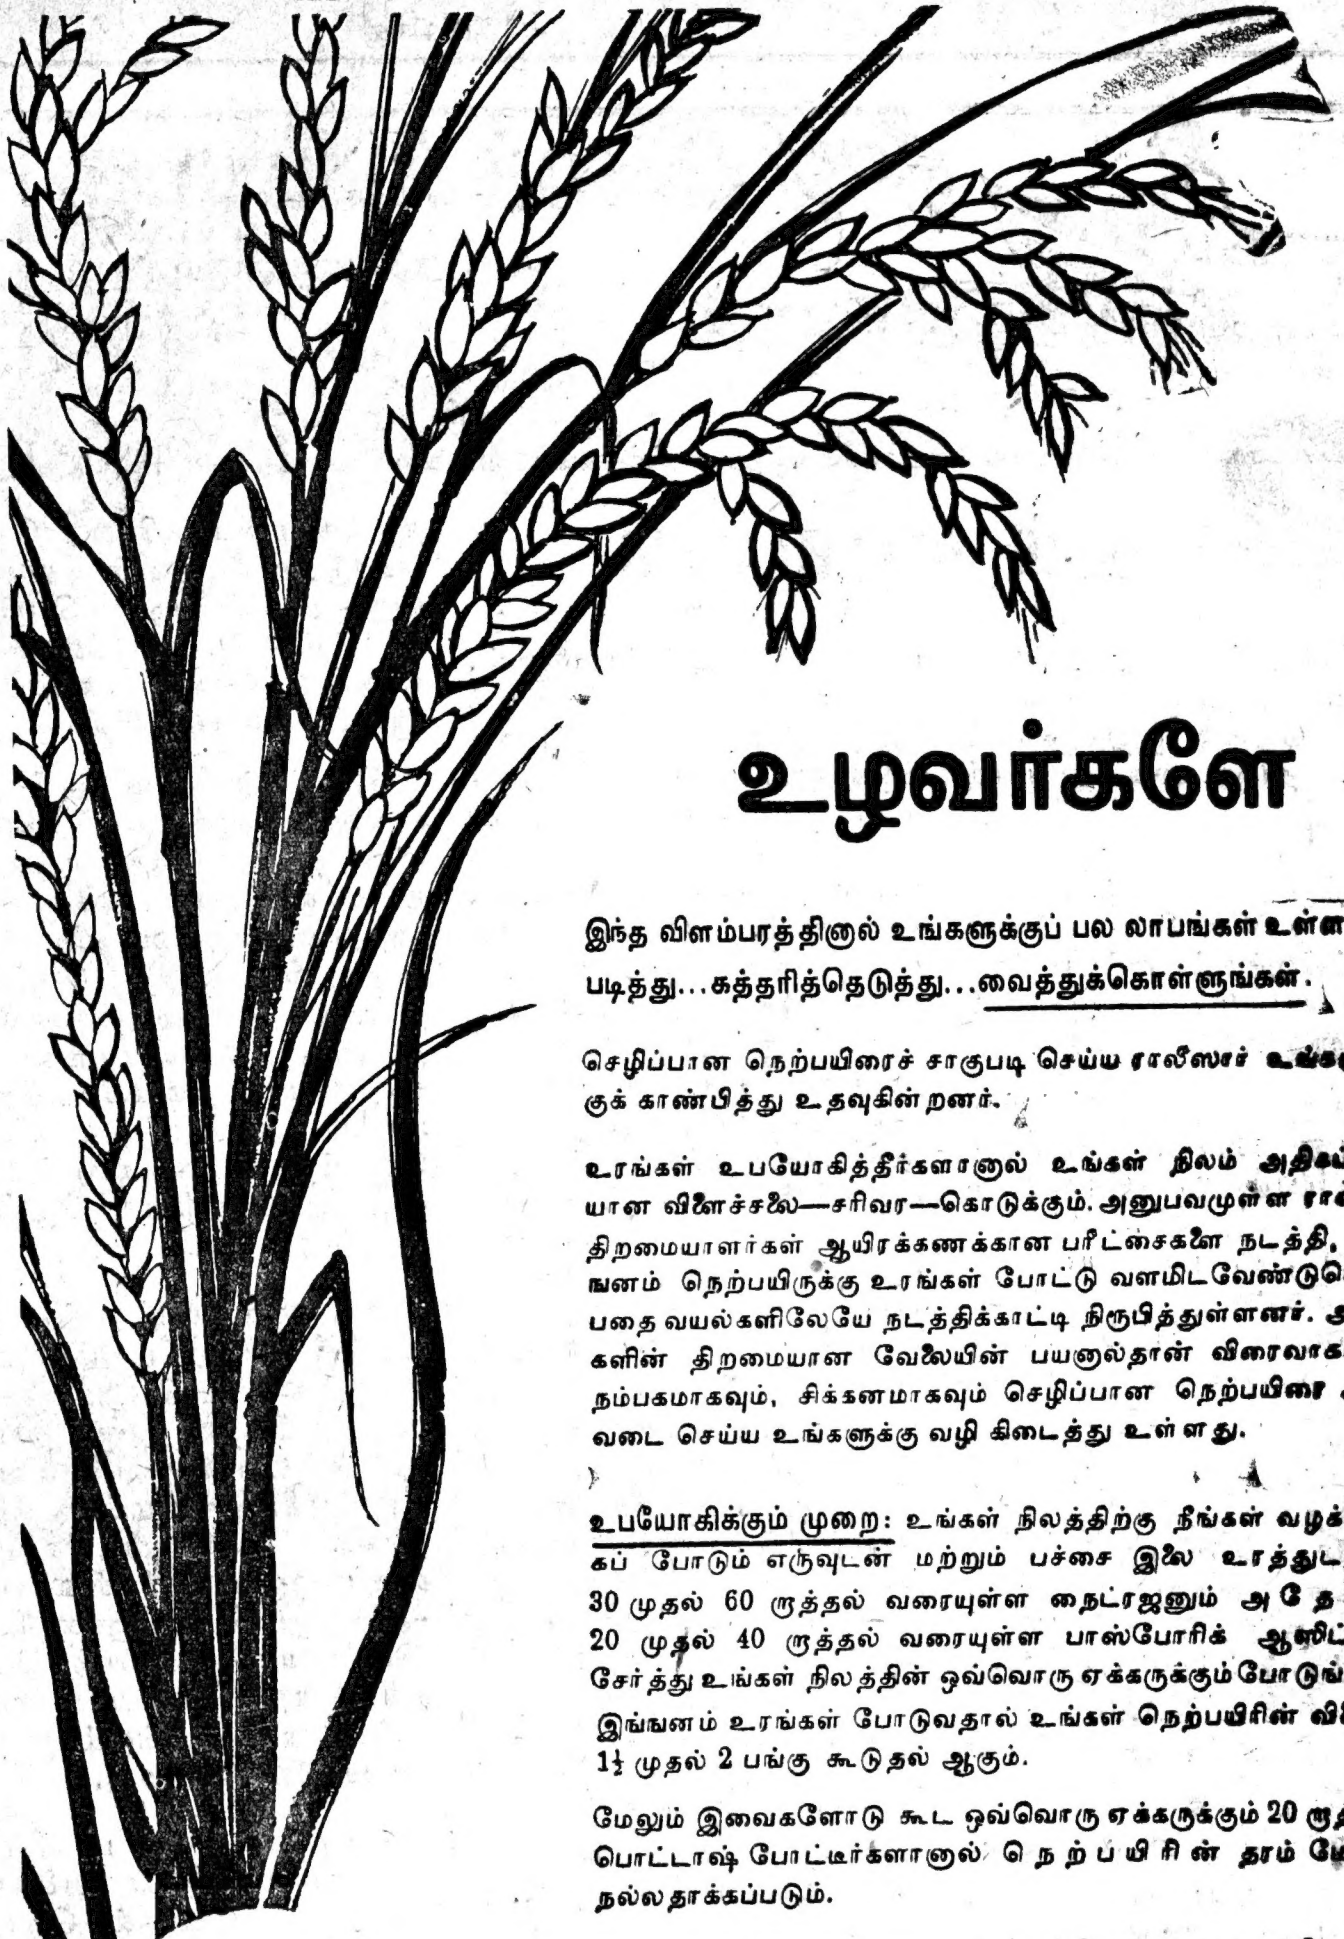 உழவர்களே
இந்த விளம்பரத்தினால் உங்களுக்குப் பல லாபங்கள் உள்ளன
படித்து...கத்தரித்தெடுத்து...வைத்துக்கொள்ளுங்கள்.
செழிப்பான நெற்பயிரைச் சாகுபடி செய்ய ராலீஸார்
குக் காண்பித்து உதவுகின்றனர்.
உரங்கள் உபயோகித்தீர்களானால் உங்கள் நிலம்
யான விளைச்சலை—சரிவர—கொடுக்கும். அனுபவமுள்ள
திறமையாளர்கள் ஆயிரக்கணக்கான பரீட்சைகளை நடத்தி,
ஙனம் நெற்பயிருக்கு உரங்கள் போட்டு
பதை வயல்களிலேயே நடத்திக்காட்டி நிரூபித்துள்ளனர்.
களின் திறமையான வேலையின் பயனால்தான்
நம்பகமாகவும், சிக்கனமாகவும் செழிப்பான நெற்பயிரை
வடை செய்ய உங்களுக்கு வழி கிடைத்து உள்ளது.
உபயோகிக்கும் முறை: உங்கள் நிலத்திற்கு நீங்கள்
கப் போடும் எருவுடன் மற்றும் பச்சை இலை
30 முதல் 60 ராத்தல் வரையுள்ள நைட்ரஜனும்
20 முதல் 40 ராத்தல் வரையுள்ள பாஸ்போரிக்
சேர்த்து உங்கள் நிலத்தின் ஒவ்வொரு ஏக்கருக்கும்
இங்ஙனம் உரங்கள் போடுவதால் உங்கள் நெற்பயிரின்
1½ முதல் 2 பங்கு கூடுதல் ஆகும்.
மேலும் இவைகளோடு கூட ஒவ்வொரு ஏக்கருக்கும் 20
பொட்டாஷ் போட்டீர்களானால் நெற்பயிரின் தரம்
நல்லதாக்கப்படும்.